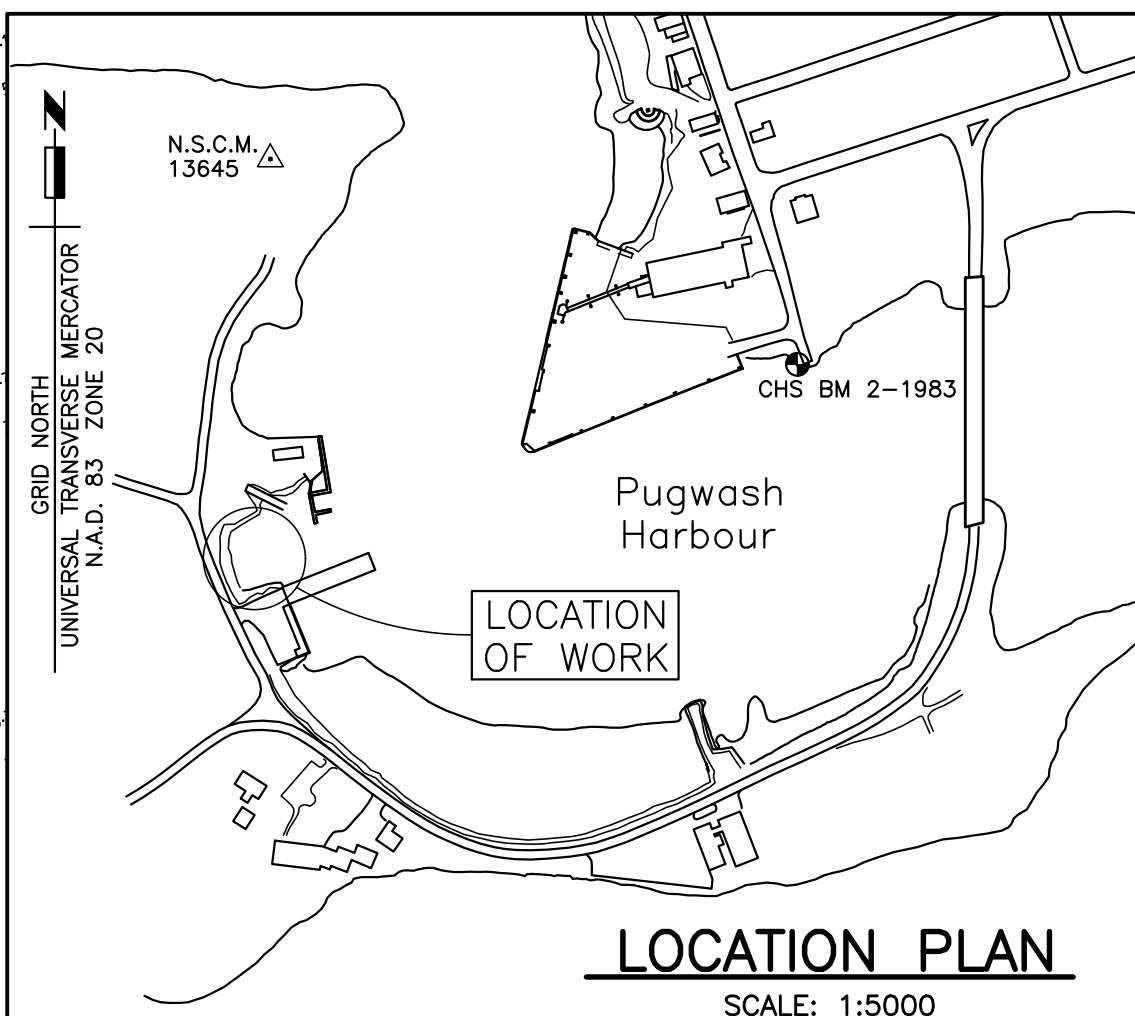 N.S.C.M.
13645
GRID NORTH
UNIVERSAL TRANSVERSE MERCATOR
N.A.D. 83 ZONE 20
CHS BM 2-1983
Pugwash
Harbour
LOCATION
OF WORK
LOCATION PLAN
SCALE: 1:5000